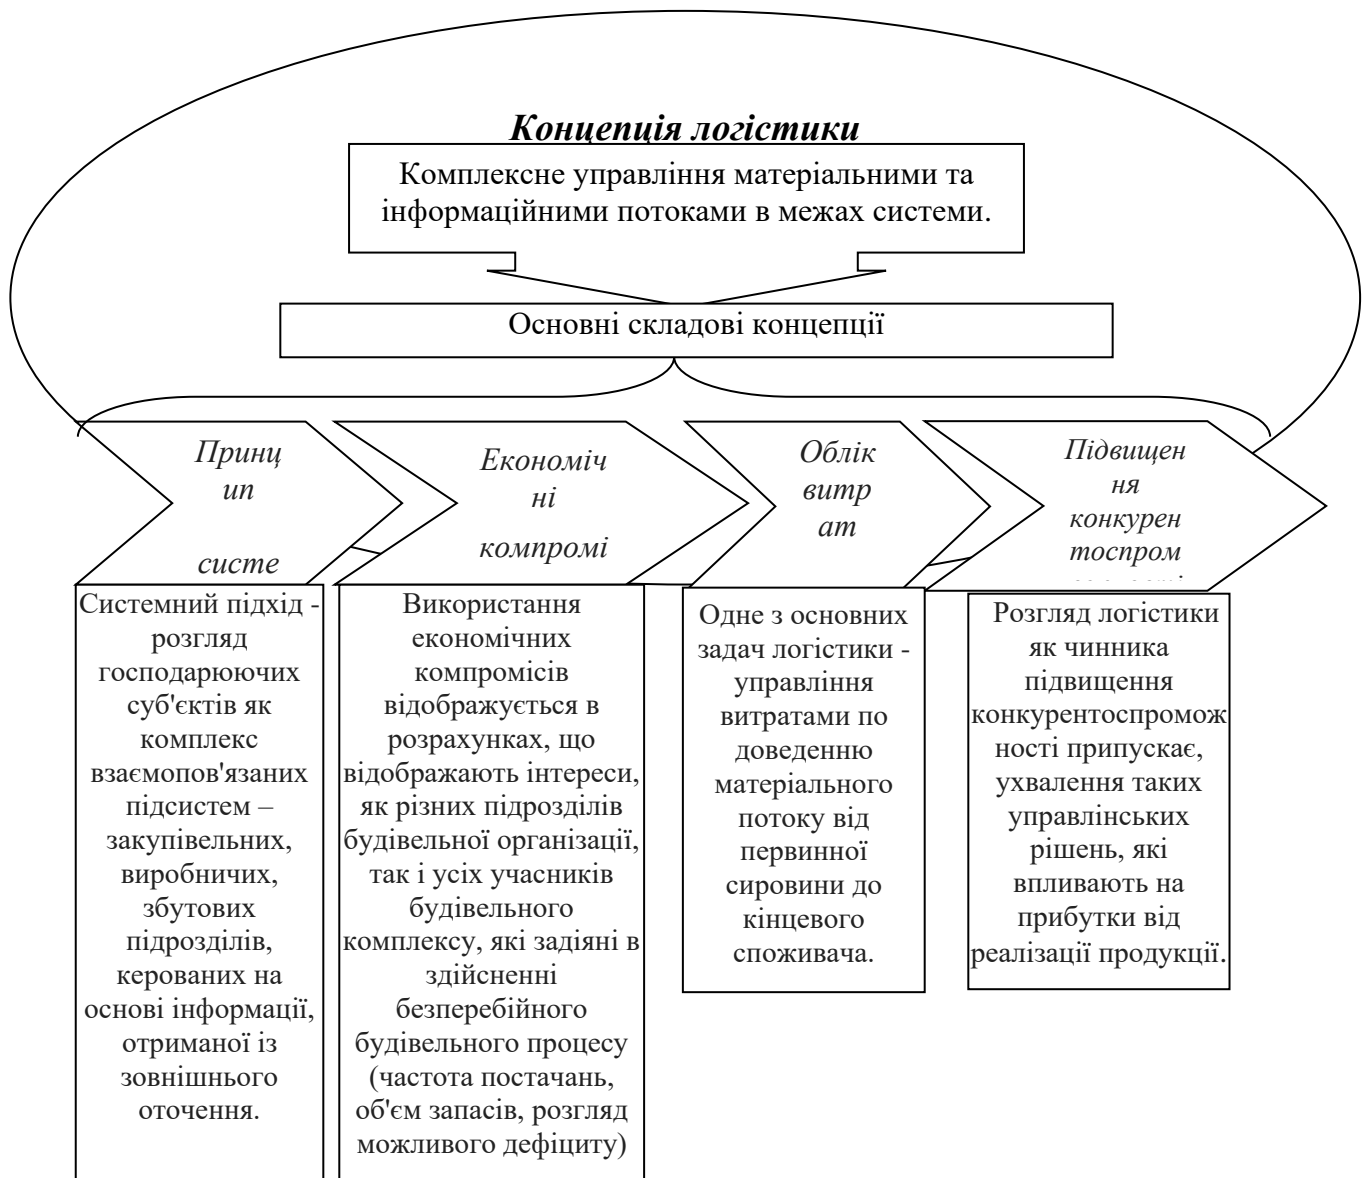 Концепція логістики
Комплексне управління матеріальними та
інформаційними потоками в межах системи.
Основні складові концепції
Принц
ип
систе
Економіч
ні
компромі
Облік
витр
ат
Підвищен
ня
конкурен
тоспром
Системний підхід -
розгляд
господарюючих
суб'єктів як
комплекс
взаємопов'язаних
підсистем –
закупівельних,
виробничих,
збутових
підрозділів,
керованих на
основі інформації,
отриманої із
зовнішнього
оточення.
Використання
економічних
компромісів
відображується в
розрахунках, що
відображають інтереси,
як різних підрозділів
будівельної організації,
так і усіх учасників
будівельного
комплексу, які задіяні в
здійсненні
безперебійного
будівельного процесу
(частота постачань,
об'єм запасів, розгляд
можливого дефіциту)
Одне з основних
задач логістики -
управління
витратами по
доведенню
матеріального
потоку від
первинної
сировини до
кінцевого
споживача.
Розгляд логістики
як чинника
підвищення
конкурентоспромож
ності припускає,
ухвалення таких
управлінських
рішень, які
впливають на
прибутки від
реалізації продукції.